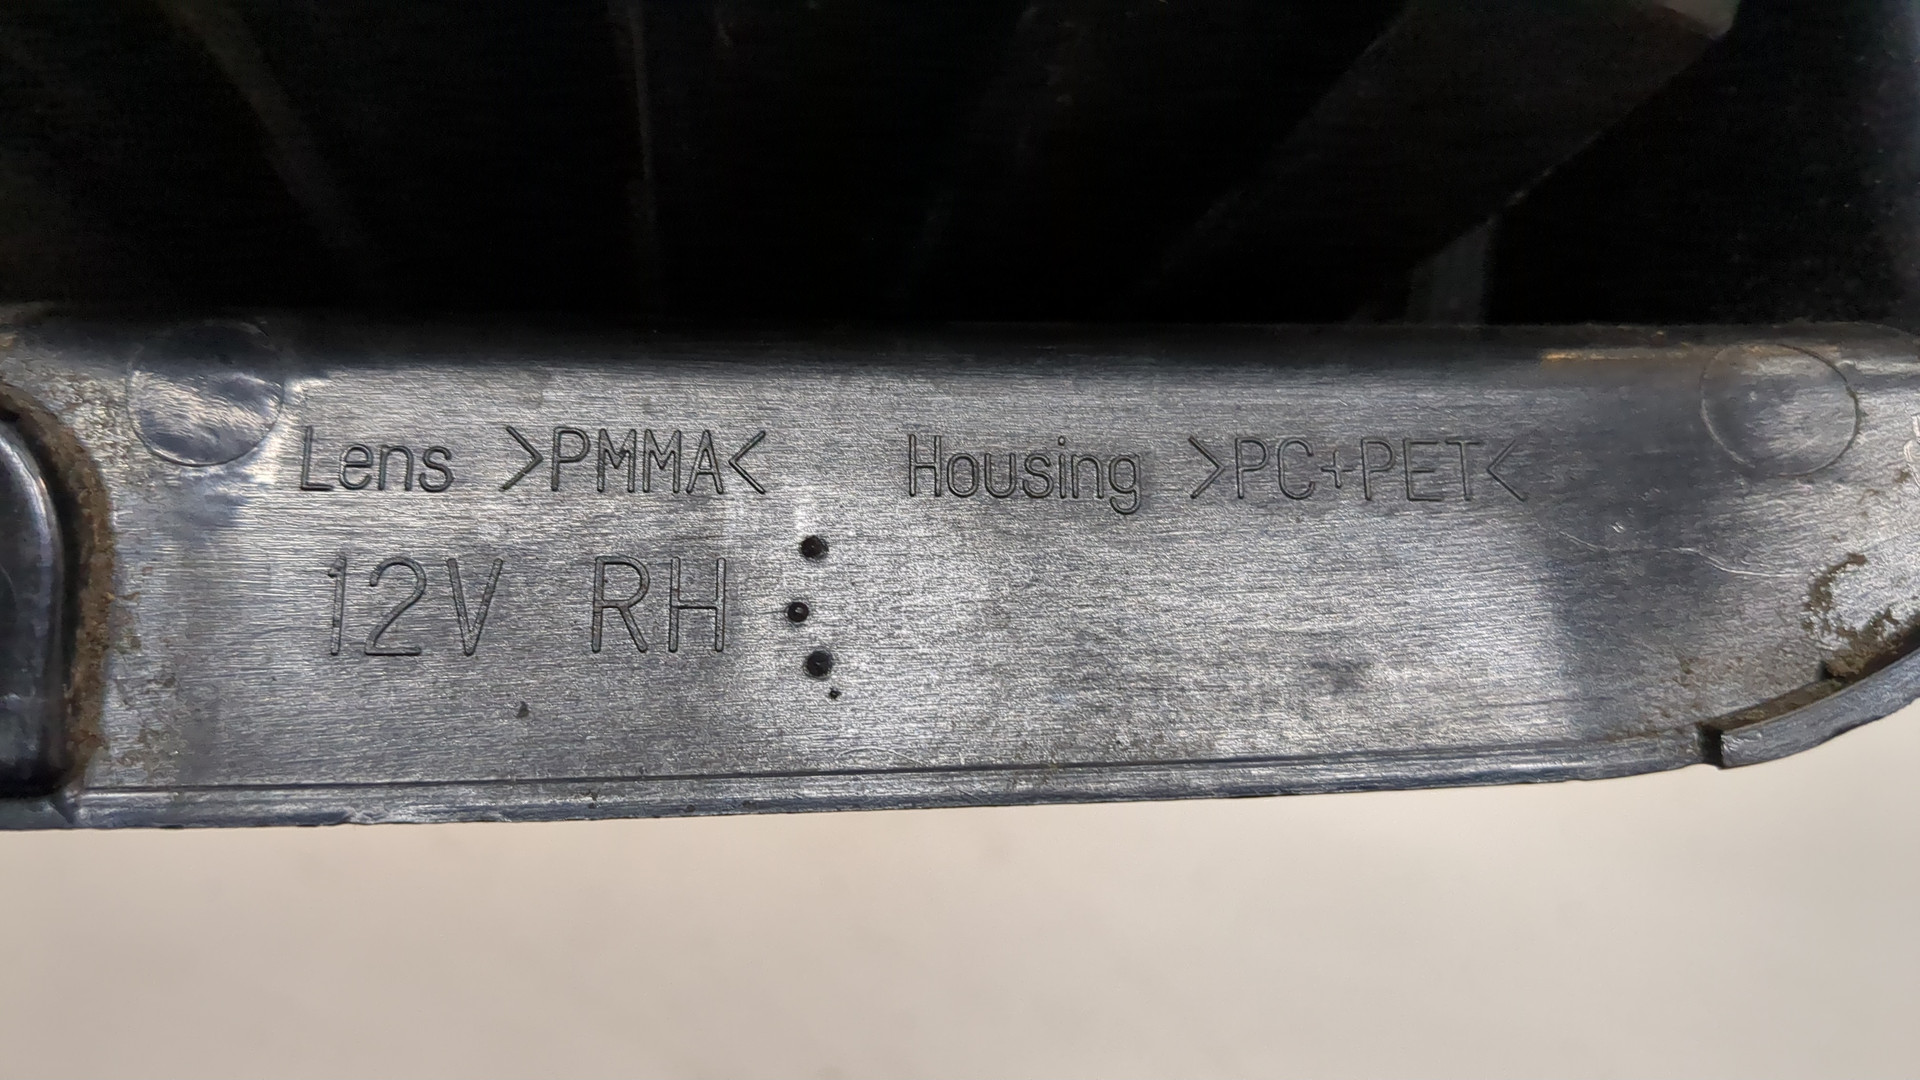 Lens >PMMA< Housing >PC+PET<
12V RH